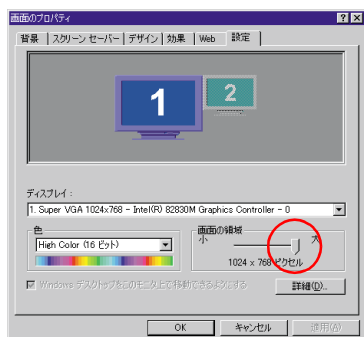 画面のプロパティ
背景 スクリーン セーバー デザイン 効果 Web 設定
1 2
ディスプレイ：
1. Super VGA 1024x768 - Intel(R) 82830M Graphics Controller - 0
色
High Color (16 ビット)
画面の領域
小 大
1024 x 768 ピクセル
Windows デスクトップをこのモニタ上で移動できるようにする
詳細(D)...
OK キャンセル 適用(A)